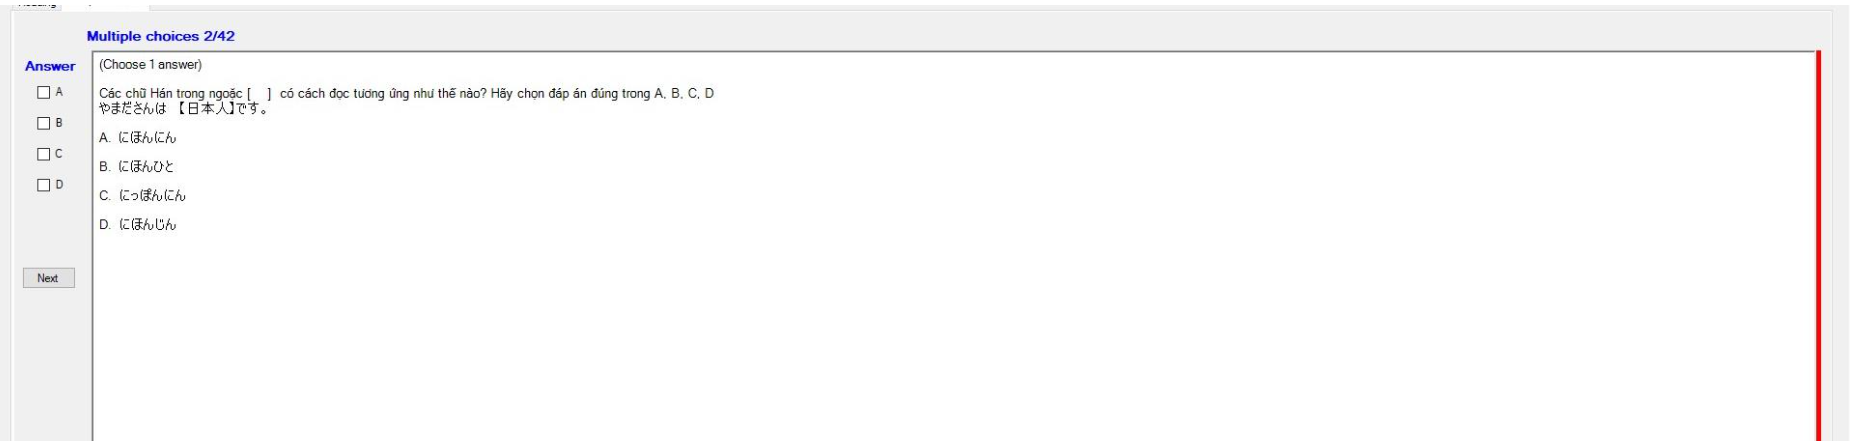 Multiple choices 2/42
Answer
(Choose 1 answer)
A
Các chữ Hán trong ngoặc [ ] có cách đọc tương ứng như thế nào? Hãy chọn đáp án đúng trong A, B, C, D
やまださんは 【日本人】です。
B
A. にほんにん
C
B. にほんひと
D
C. にっぽんにん
D. にほんじん
Next